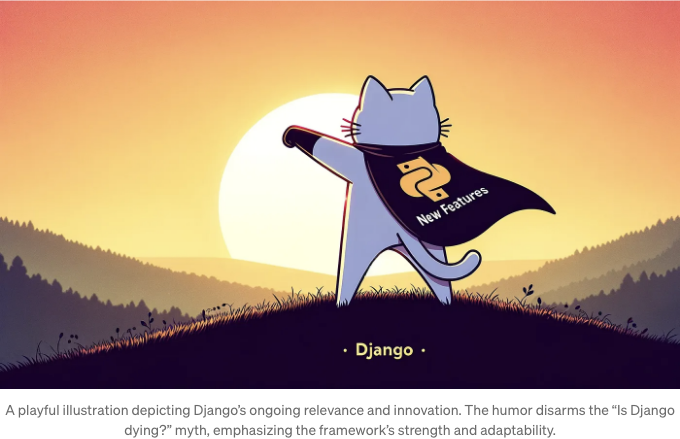 New Features
· Django ·
A playful illustration depicting Django's ongoing relevance and innovation. The humor disarms the “Is Django
dying?” myth, emphasizing the framework's strength and adaptability.